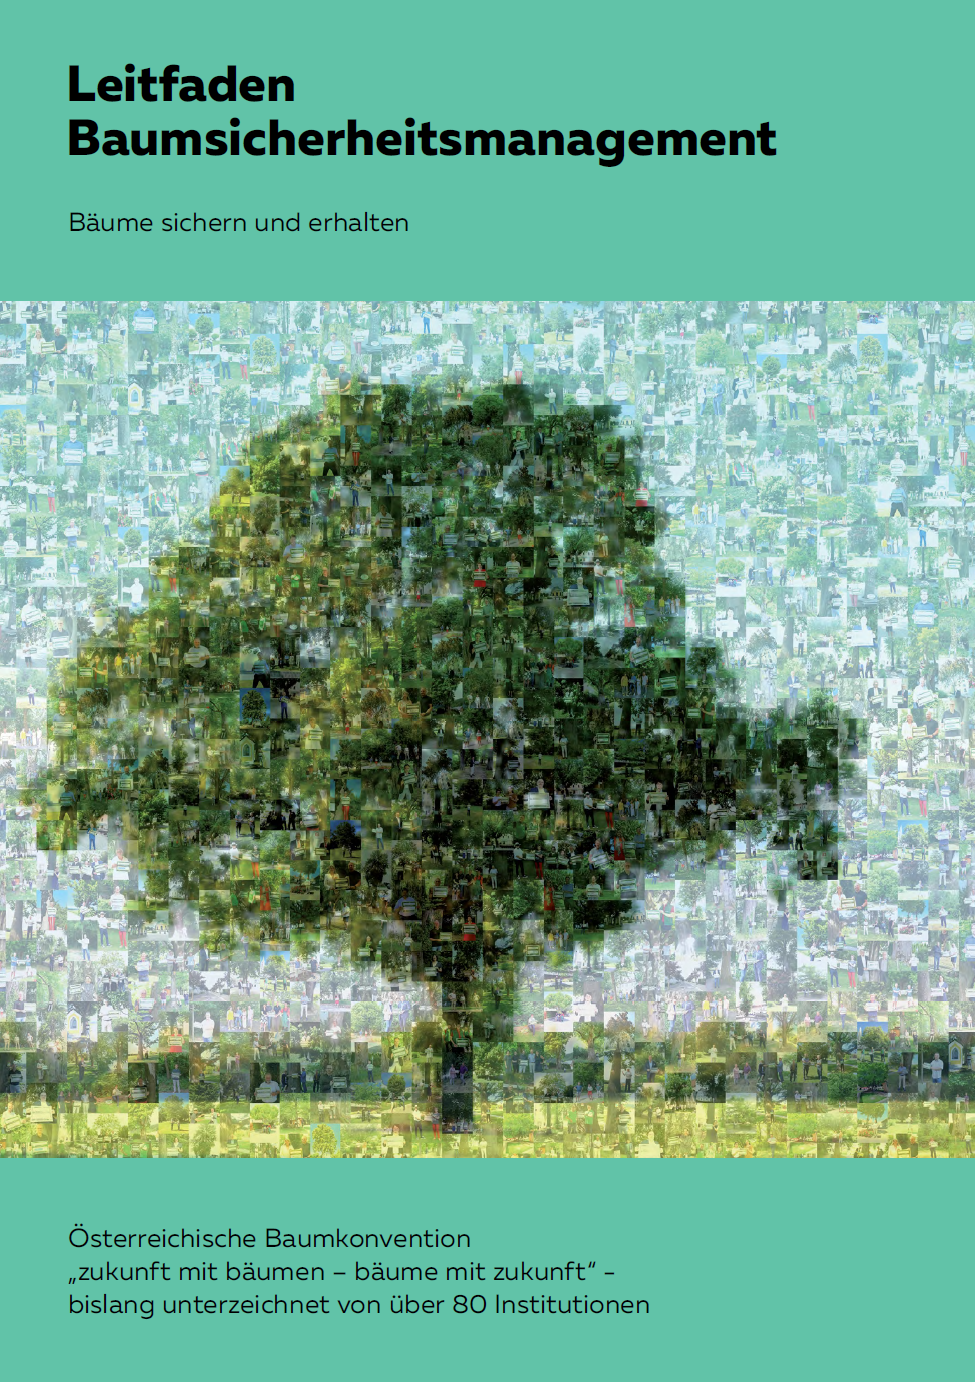 Leitfaden
Baumsicherheitsmanagement
Bäume sichern und erhalten
Österreichische Baumkonvention
„zukunft mit bäumen – bäume mit zukunft“ -
bislang unterzeichnet von über 80 Institutionen